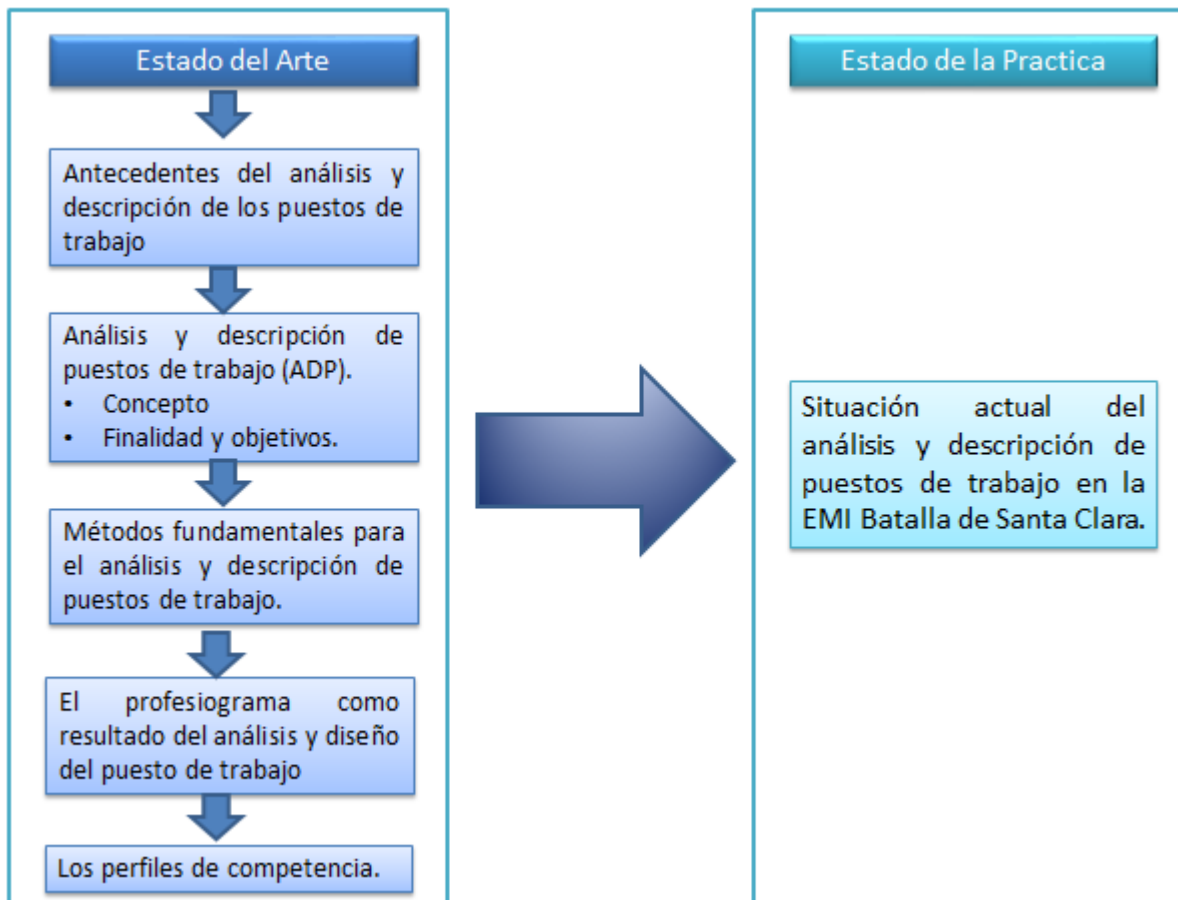 Estado del Arte
Antecedentes del análisis y
descripción de los puestos de
trabajo
Análisis y descripción de
puestos de trabajo (ADP).
• Concepto
• Finalidad y objetivos.
Métodos fundamentales para
el análisis y descripción de
puestos de trabajo.
El profesiograma como
resultado del análisis y diseño
del puesto de trabajo
Los perfiles de competencia.
Estado de la Practica
Situación actual del
análisis y descripción de
puestos de trabajo en la
EMI Batalla de Santa Clara.